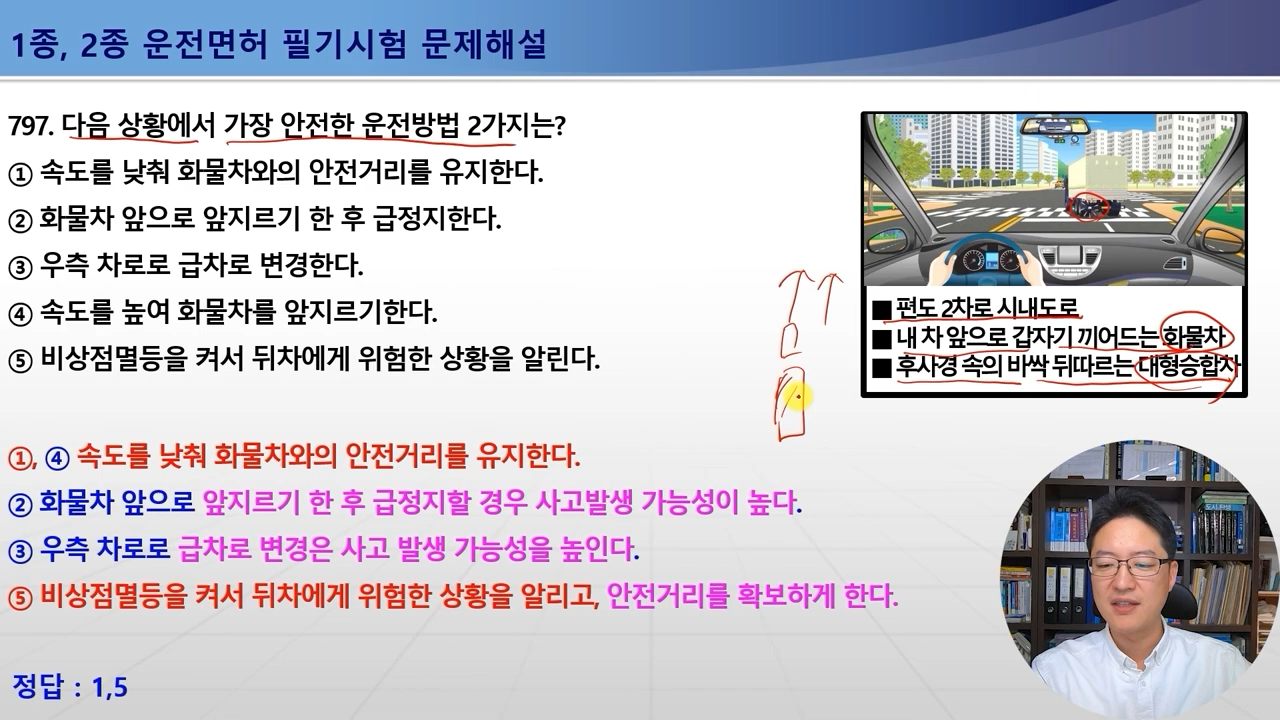 1종, 2종 운전면허 필기시험 문제해설
797. 다음 상황에서 가장 안전한 운전방법 2가지는?
① 속도를 낮춰 화물차와의 안전거리를 유지한다.
② 화물차 앞으로 앞지르기 한 후 급정지한다.
③ 우측 차로로 급차로 변경한다.
④ 속도를 높여 화물차를 앞지르기한다.
⑤ 비상점멸등을 켜서 뒤차에게 위험한 상황을 알린다.
■ 편도 2차로 시내도로
■ 내 차 앞으로 갑자기 끼어드는 화물차
■ 후사경 속의 바싹 뒤따르는 대형승합차
①, ④ 속도를 낮춰 화물차와의 안전거리를 유지한다.
② 화물차 앞으로 앞지르기 한 후 급정지할 경우 사고발생 가능성이 높다.
③ 우측 차로로 급차로 변경은 사고 발생 가능성을 높인다.
⑤ 비상점멸등을 켜서 뒤차에게 위험한 상황을 알리고, 안전거리를 확보하게 한다.
정답 : 1,5